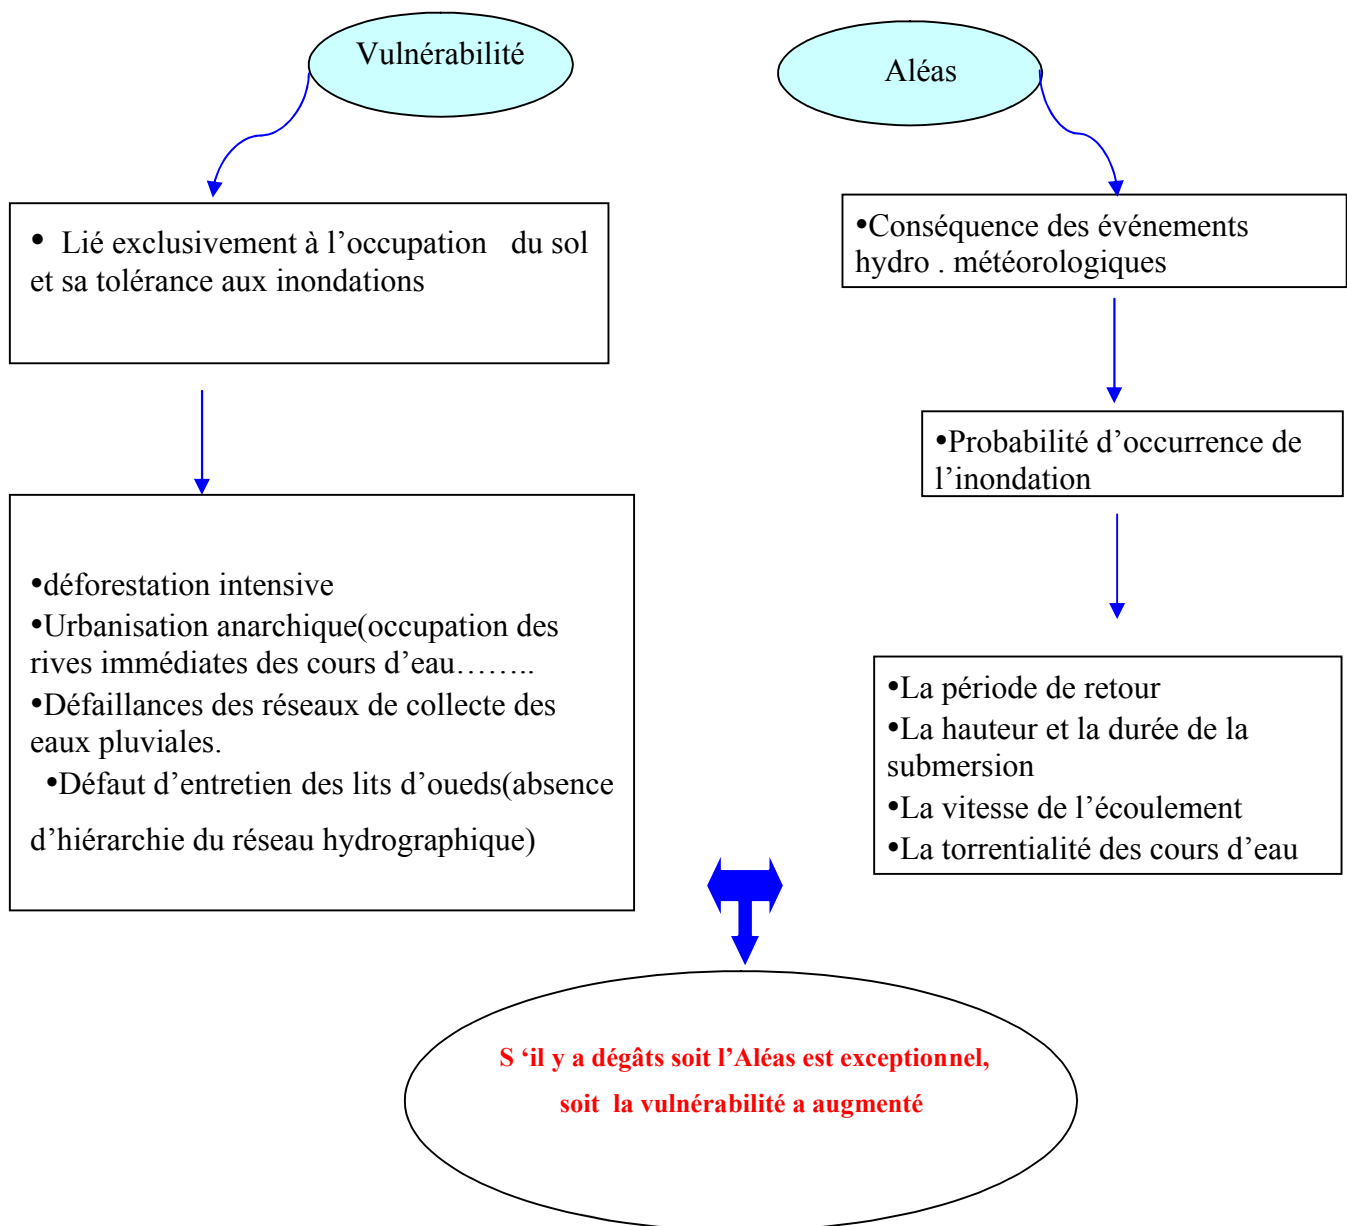 Vulnérabilité
Aléas
• Lié exclusivement à l’occupation du sol
et sa tolérance aux inondations
•Conséquence des événements
hydro . météorologiques
•Probabilité d’occurrence de
l’inondation
•déforestation intensive
•Urbanisation anarchique(occupation des
rives immédiates des cours d’eau……..
•Défaillances des réseaux de collecte des
eaux pluviales.
•Défaut d’entretien des lits d’oueds(absence
d’hiérarchie du réseau hydrographique)
•La période de retour
•La hauteur et la durée de la
submersion
•La vitesse de l’écoulement
•La torrentialité des cours d’eau
S ‘il y a dégâts soit l’Aléas est exceptionnel,
soit la vulnérabilité a augmenté